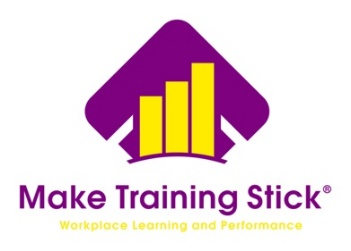 Make Training Stick®
Workplace Learning and Performance